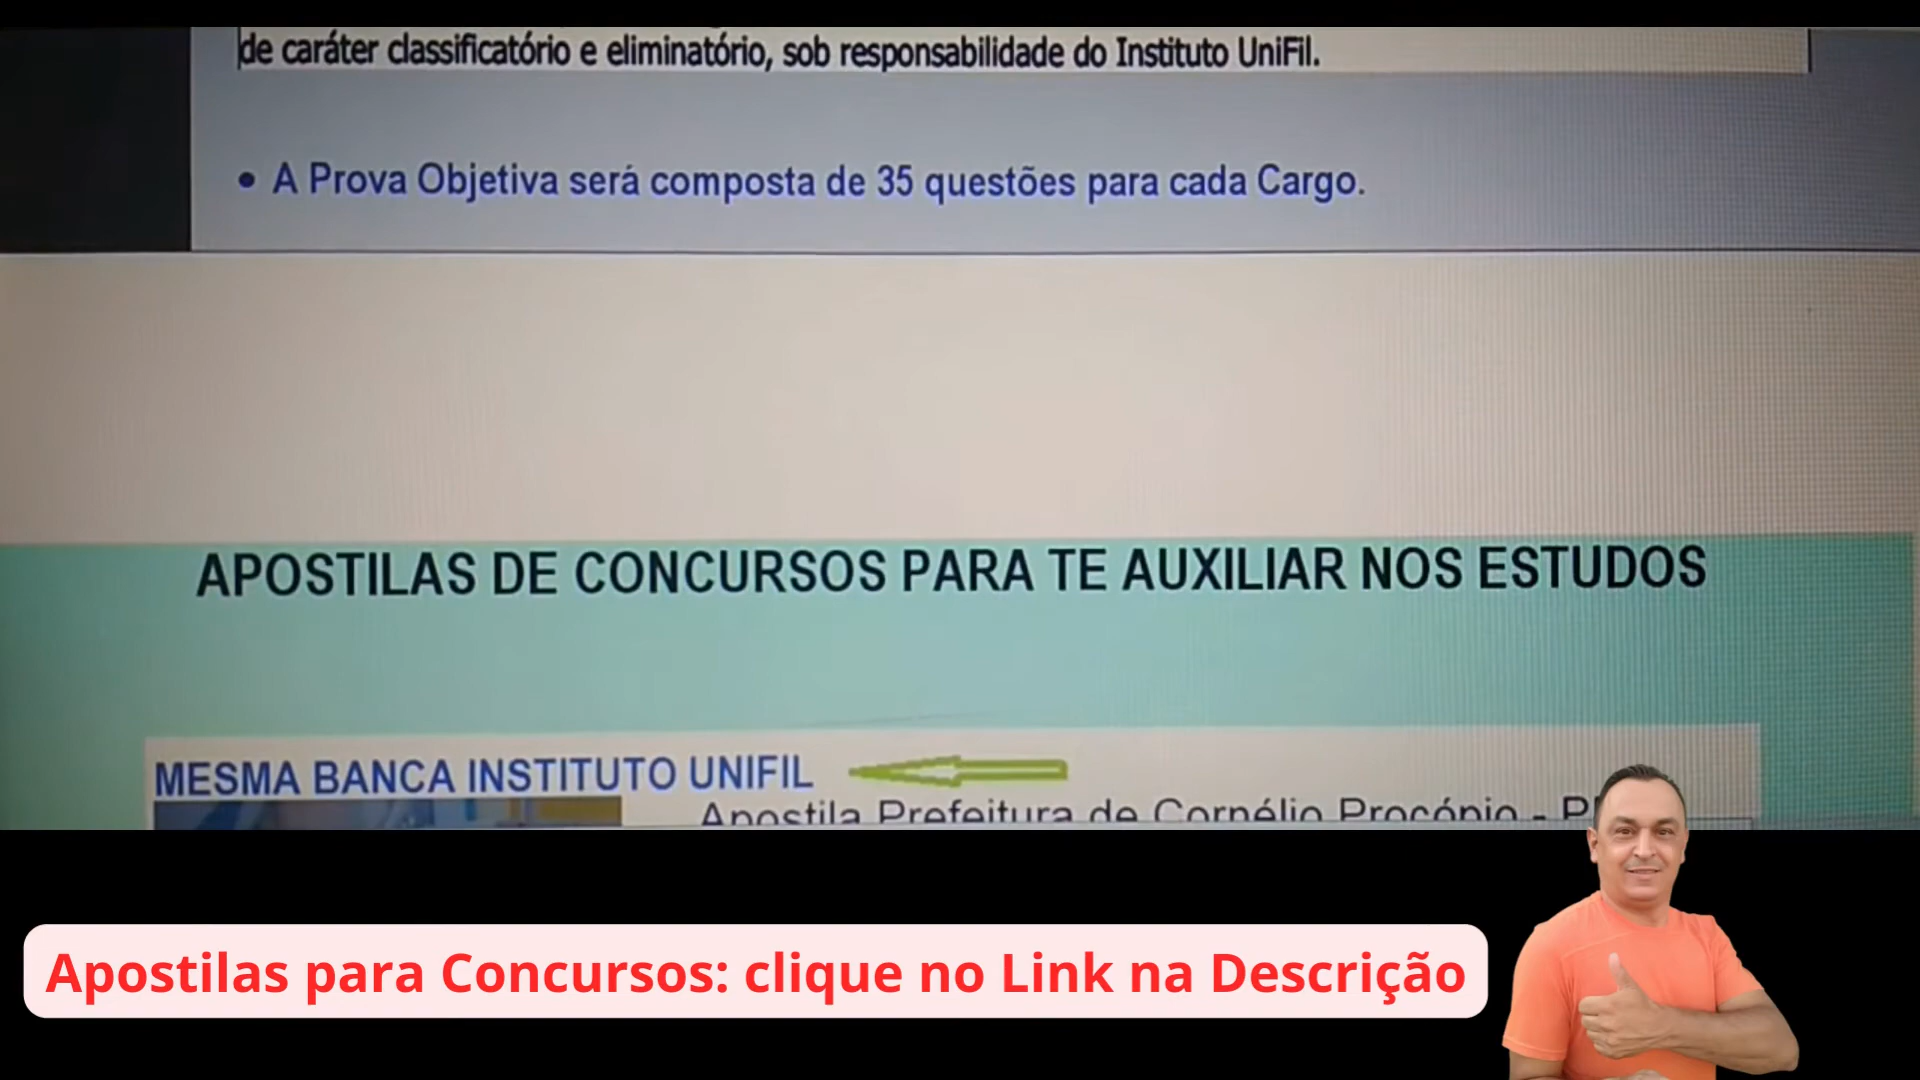 de caráter classificatório e eliminatório, sob responsabilidade do Instituto UniFil.
• A Prova Objetiva será composta de 35 questões para cada Cargo.
APOSTILAS DE CONCURSOS PARA TE AUXILIAR NOS ESTUDOS
MESMA BANCA INSTITUTO UNIFIL
Apostila Prefeitura de Cornélio Procópio -
Apostilas para Concursos: clique no Link na Descrição